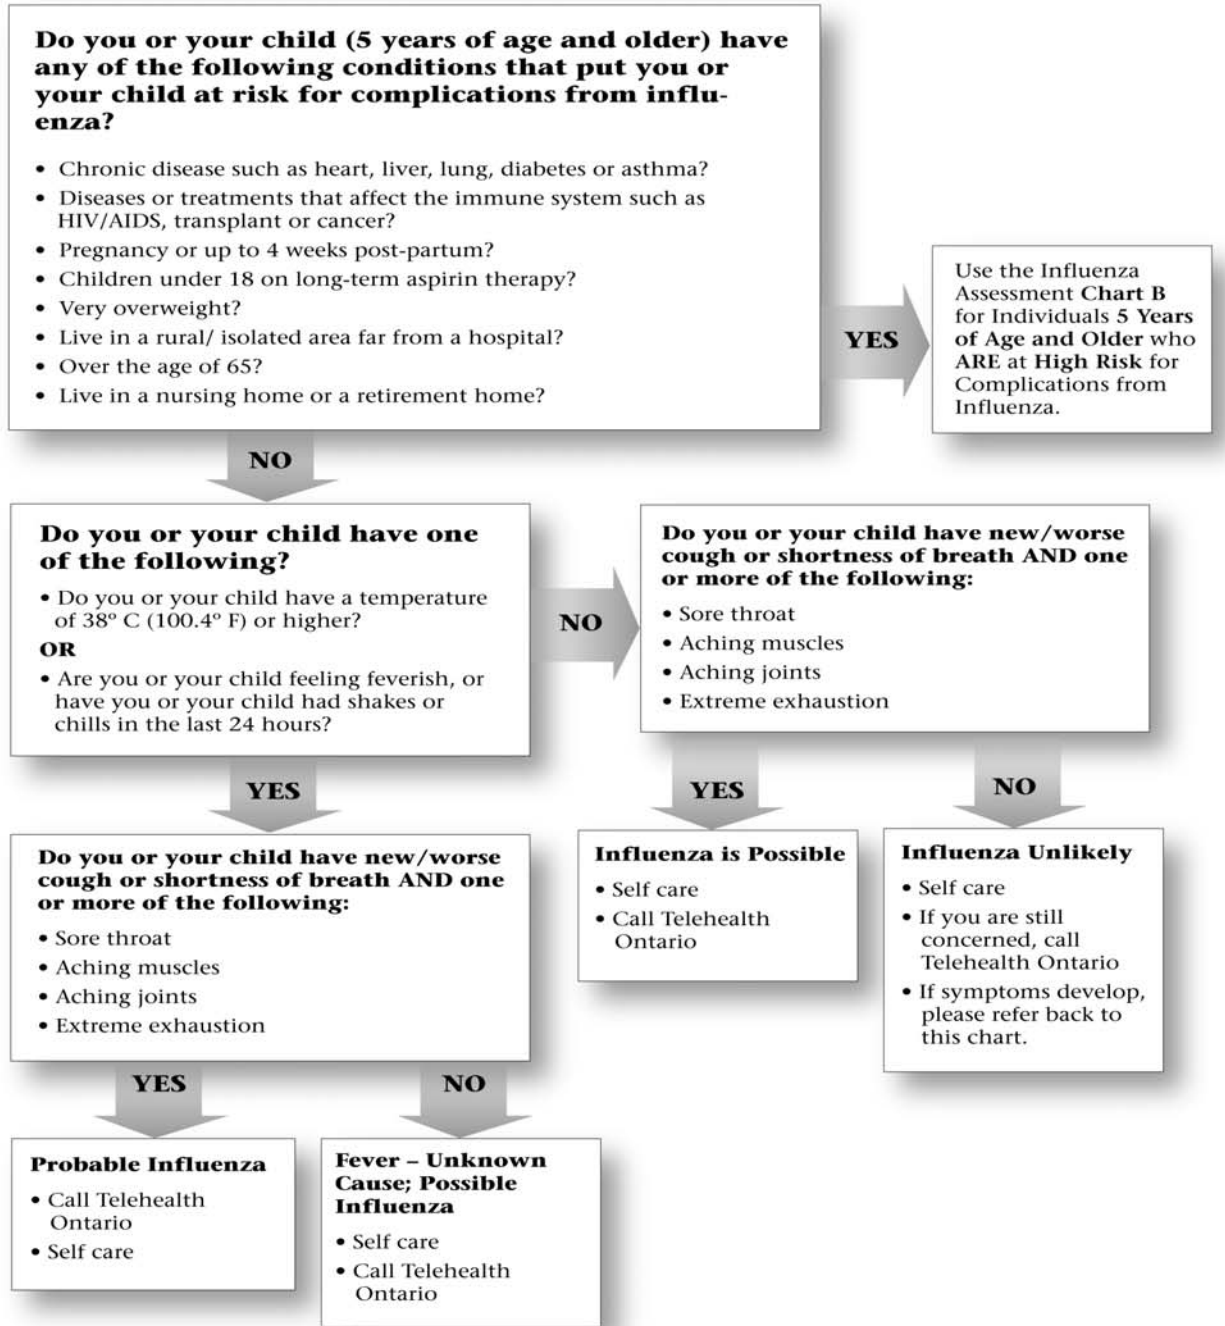 Do you or your child (5 years of age and older) have
any of the following conditions that put you or
your child at risk for complications from influ-
enza?
• Chronic disease such as heart, liver, lung, diabetes or asthma?
• Diseases or treatments that affect the immune system such as
HIV/AIDS, transplant or cancer?
• Pregnancy or up to 4 weeks post-partum?
• Children under 18 on long-term aspirin therapy?
• Very overweight?
• Live in a rural/ isolated area far from a hospital?
• Over the age of 65?
• Live in a nursing home or a retirement home?
YES
Use the Influenza
Assessment Chart B
for Individuals 5 Years
of Age and Older who
ARE at High Risk for
Complications from
Influenza.
NO
Do you or your child have one
of the following?
• Do you or your child have a temperature
of 38º C (100.4º F) or higher?
OR
• Are you or your child feeling feverish, or
have you or your child had shakes or
chills in the last 24 hours?
NO
Do you or your child have new/worse
cough or shortness of breath AND one
or more of the following:
• Sore throat
• Aching muscles
• Aching joints
• Extreme exhaustion
YES
Do you or your child have new/worse
cough or shortness of breath AND one
or more of the following:
• Sore throat
• Aching muscles
• Aching joints
• Extreme exhaustion
YES
Influenza is Possible
• Self care
• Call Telehealth
Ontario
NO
Influenza Unlikely
• Self care
• If you are still
concerned, call
Telehealth Ontario
• If symptoms develop,
please refer back to
this chart.
YES
Probable Influenza
• Call Telehealth
Ontario
• Self care
NO
Fever – Unknown
Cause; Possible
Influenza
• Self care
• Call Telehealth
Ontario